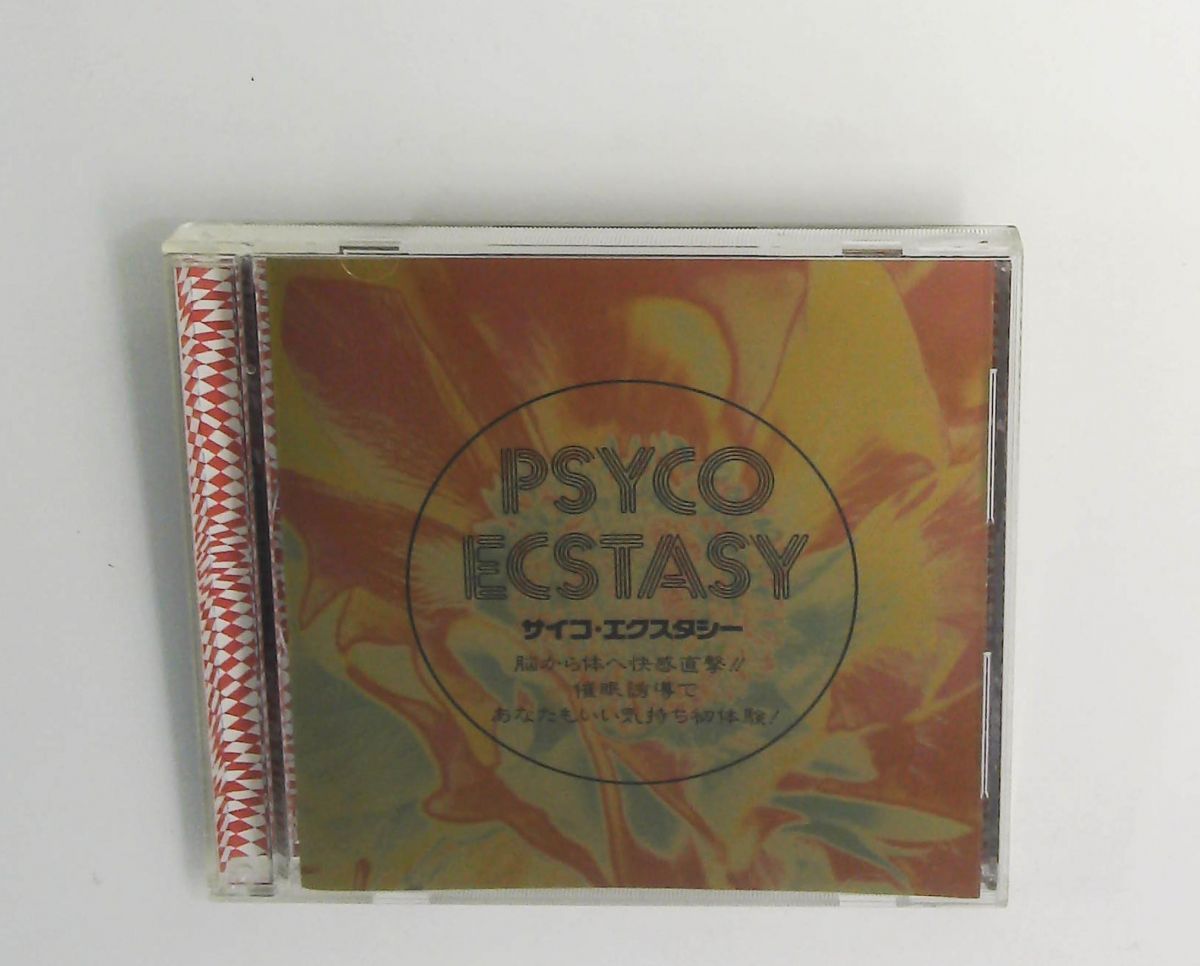 PSYCO
ECSTASY
サイコ・エクスタシー
脳から体へ快感直撃!!
催眠誘導で
あなたもいい気持ち初体験!